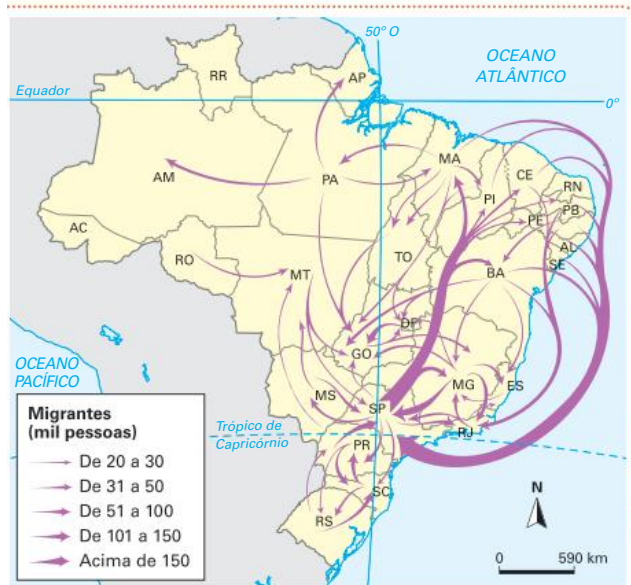 50º O
OCEANO
ATLÂNTICO
RR
AP
Equador
0º
AM
PA
MA
CE
RN
PI
PB
PE
AC
AL
SE
RO
TO
BA
MT
DF
GO
OCEANO
PACÍFICO
MG
ES
MS
SP
RJ
Trópico de
Capricórnio
PR
SC
RS
Migrantes
(mil pessoas)
De 20 a 30
De 31 a 50
De 51 a 100
De 101 a 150
Acima de 150
N
0 590 km